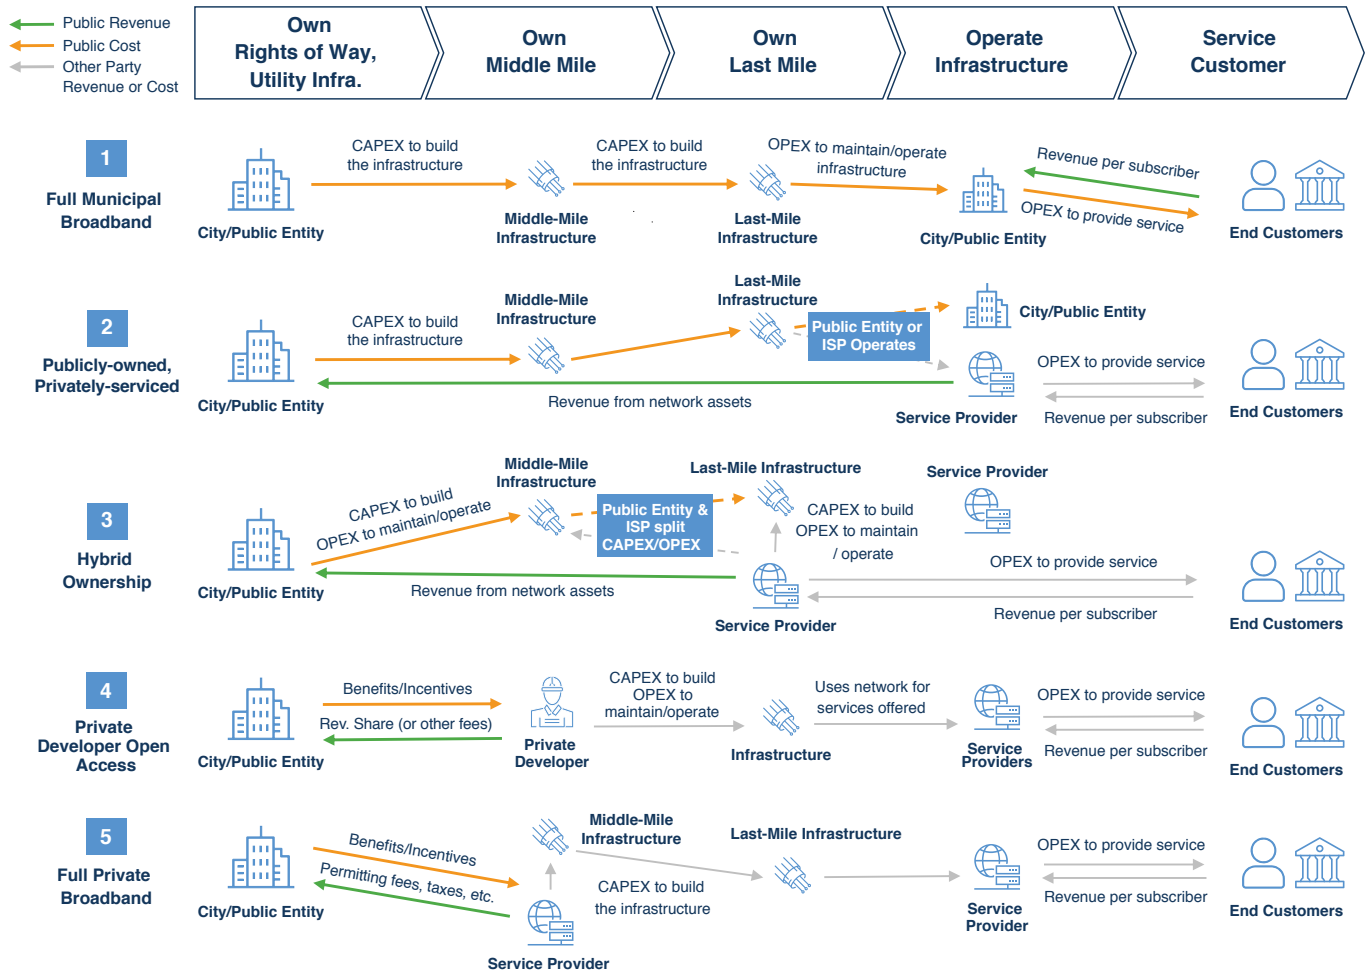 Public Revenue
Public Cost
Other Party
Revenue or Cost
Own
Rights of Way,
Utility Infra.
Own
Middle Mile
Own
Last Mile
Operate
Infrastructure
Service
Customer
1
Full Municipal
Broadband
City/Public Entity
CAPEX to build
the infrastructure
Middle-Mile
Infrastructure
CAPEX to build
the infrastructure
Last-Mile
Infrastructure
OPEX to maintain/operate
infrastructure
City/Public Entity
Revenue per subscriber
OPEX to provide service
End Customers
2
Publicly-owned,
Privately-serviced
City/Public Entity
CAPEX to build
the infrastructure
Middle-Mile
Infrastructure
Last-Mile
Infrastructure
Public Entity or
ISP Operates
City/Public Entity
Revenue from network assets
Service Provider
OPEX to provide service
Revenue per subscriber
End Customers
3
Hybrid
Ownership
City/Public Entity
CAPEX to build
OPEX to maintain/operate
Middle-Mile
Infrastructure
Public Entity &
ISP split
CAPEX/OPEX
Last-Mile Infrastructure
CAPEX to build
OPEX to maintain
/ operate
Service Provider
Revenue from network assets
Service Provider
OPEX to provide service
Revenue per subscriber
End Customers
4
Private
Developer Open
Access
City/Public Entity
Benefits/Incentives
Rev. Share (or other fees)
Private
Developer
CAPEX to build
OPEX to
maintain/operate
Infrastructure
Uses network for
services offered
Service
Providers
OPEX to provide service
Revenue per subscriber
End Customers
5
Full Private
Broadband
City/Public Entity
Benefits/Incentives
Permitting fees, taxes, etc.
Service Provider
Middle-Mile
Infrastructure
CAPEX to build
the infrastructure
Last-Mile Infrastructure
Service
Provider
OPEX to provide service
Revenue per subscriber
End Customers